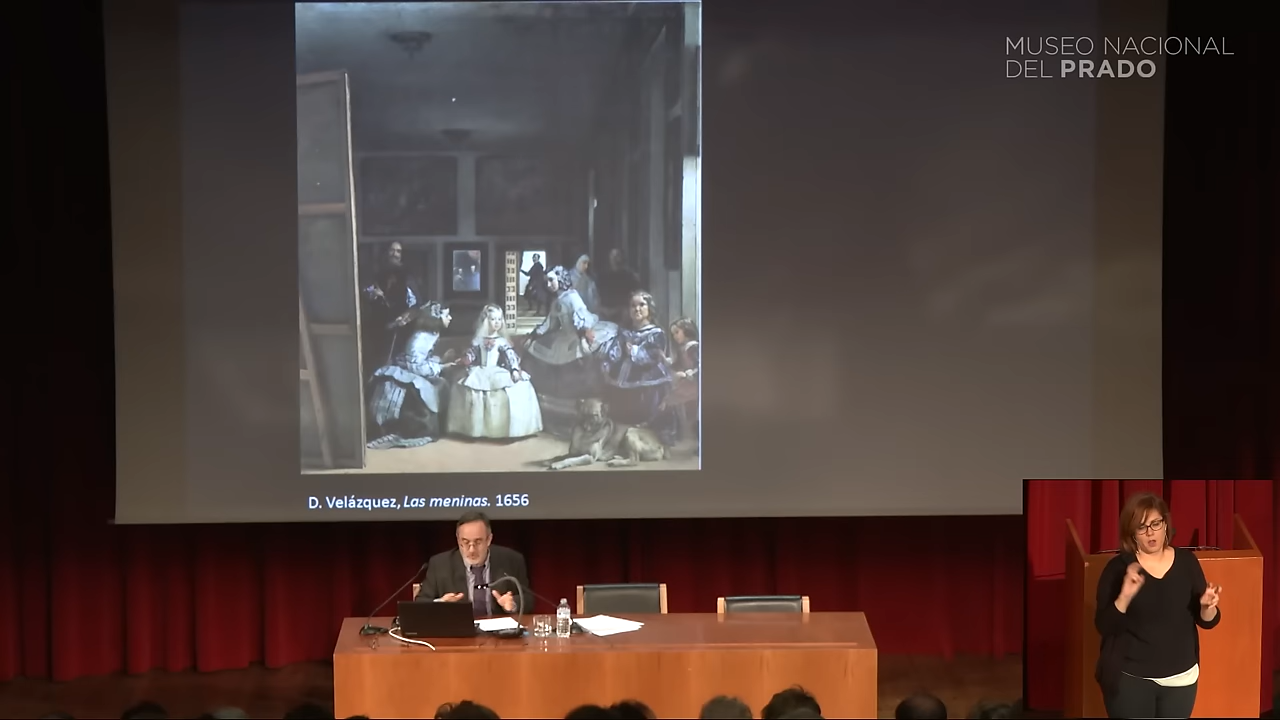 MUSEO NACIONAL
DEL PRADO
D. Velázquez, Las meninas. 1656